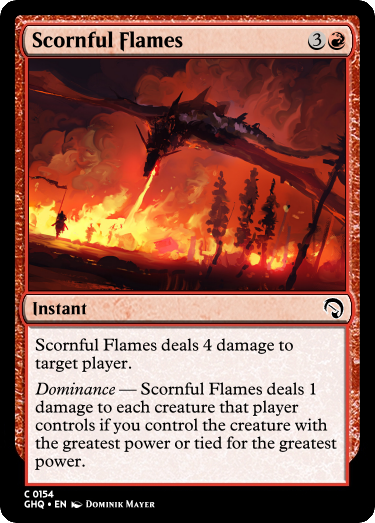 Scornful Flames 3
Instant
Scornful Flames deals 4 damage to
target player.
Dominance — Scornful Flames deals 1
damage to each creature that player
controls if you control the creature with
the greatest power or tied for the greatest
power.
C 0154
GHQ • EN Dominik Mayer